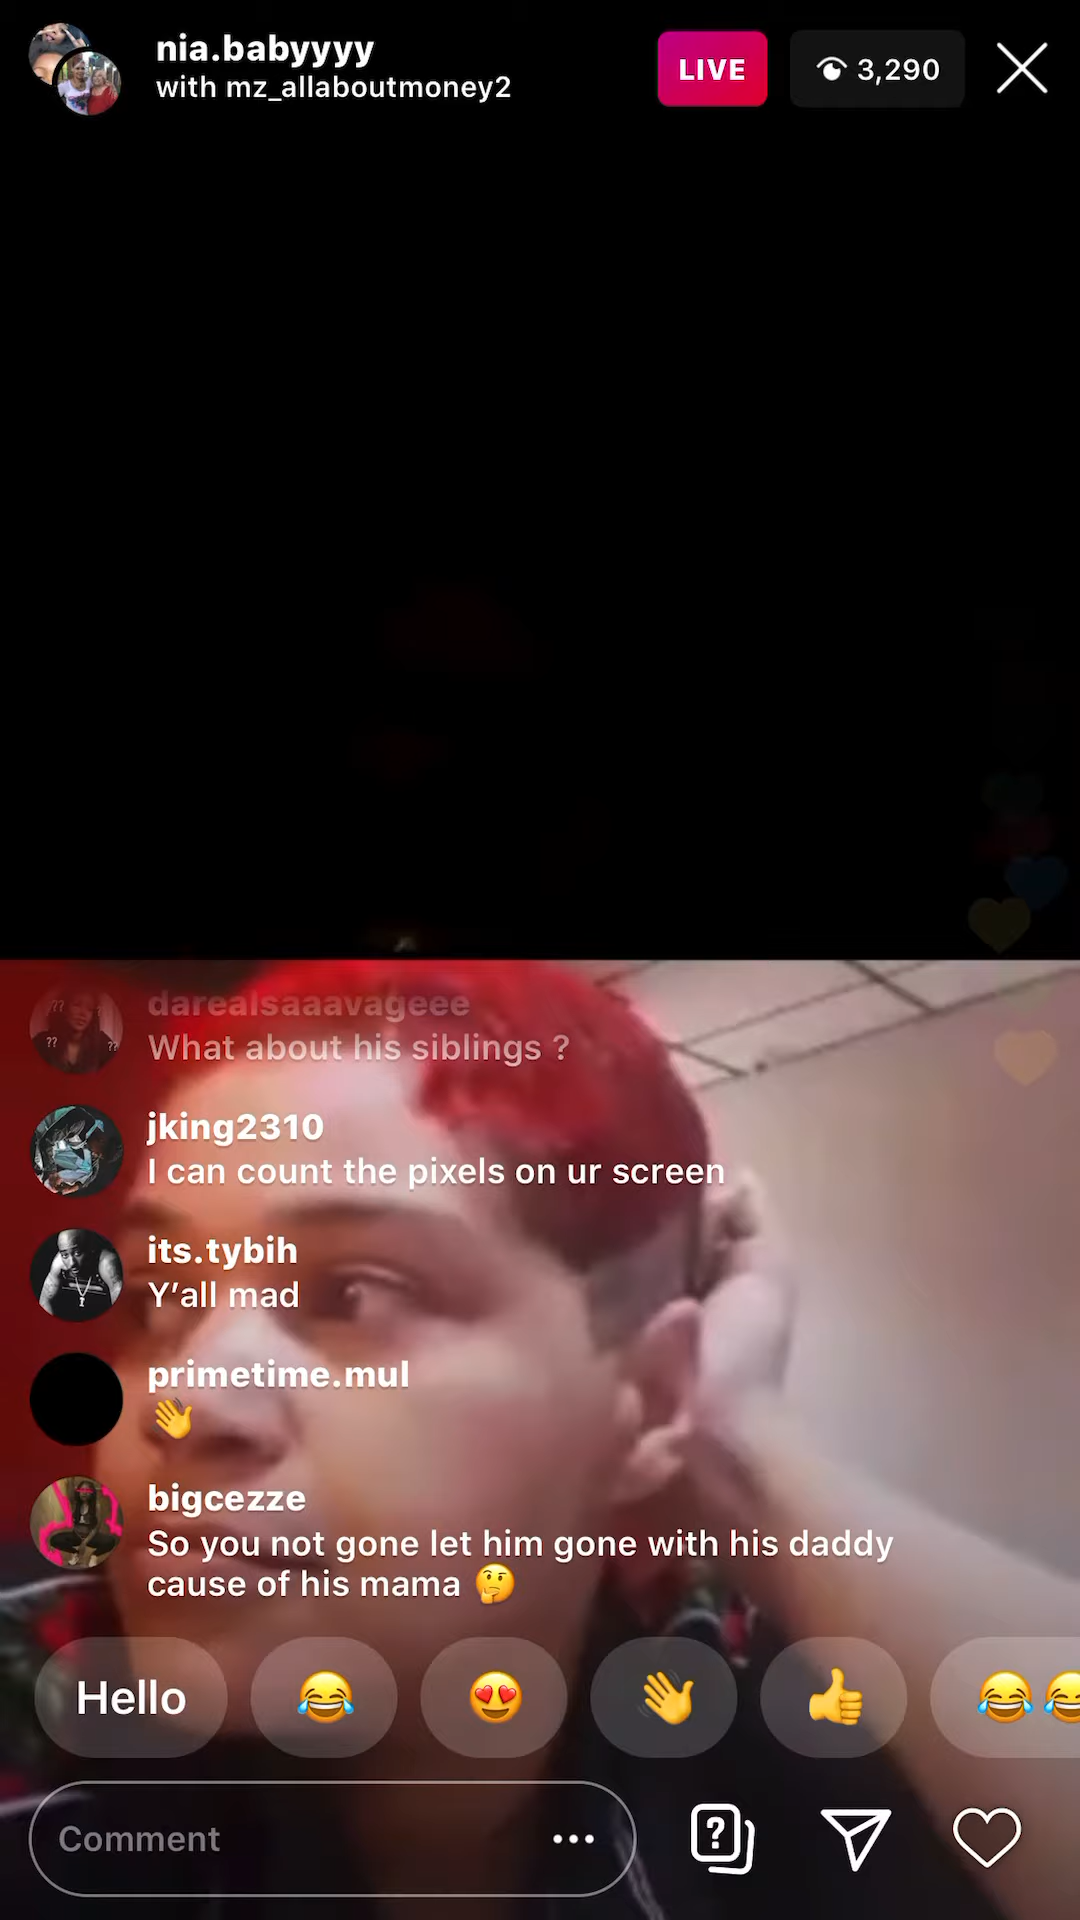 nia.babyyyy
with mz_allaboutmoney2
LIVE
3,290
darealsaaavageee
What about his siblings ?
jking2310
I can count the pixels on ur screen
its.tybih
Y’all mad
primetime.mul
👋
bigcezze
So you not gone let him gone with his daddy
cause of his mama 🤔
Hello 😂 😍 👋 👍 😂😂
Comment